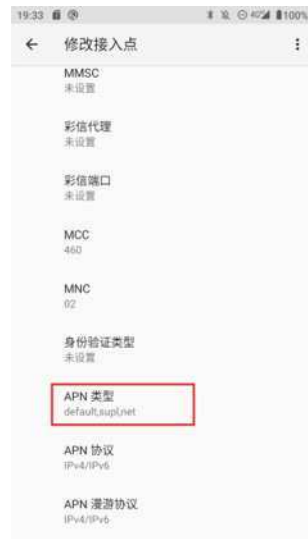 19:33
100%
修改接入点
MMSC
未设置
彩信代理
未设置
彩信端口
未设置
MCC
460
MNC
02
身份验证类型
未设置
APN 类型
default,supl,net
APN 协议
IPv4/IPv6
APN 漫游协议
IPv4/IPv6